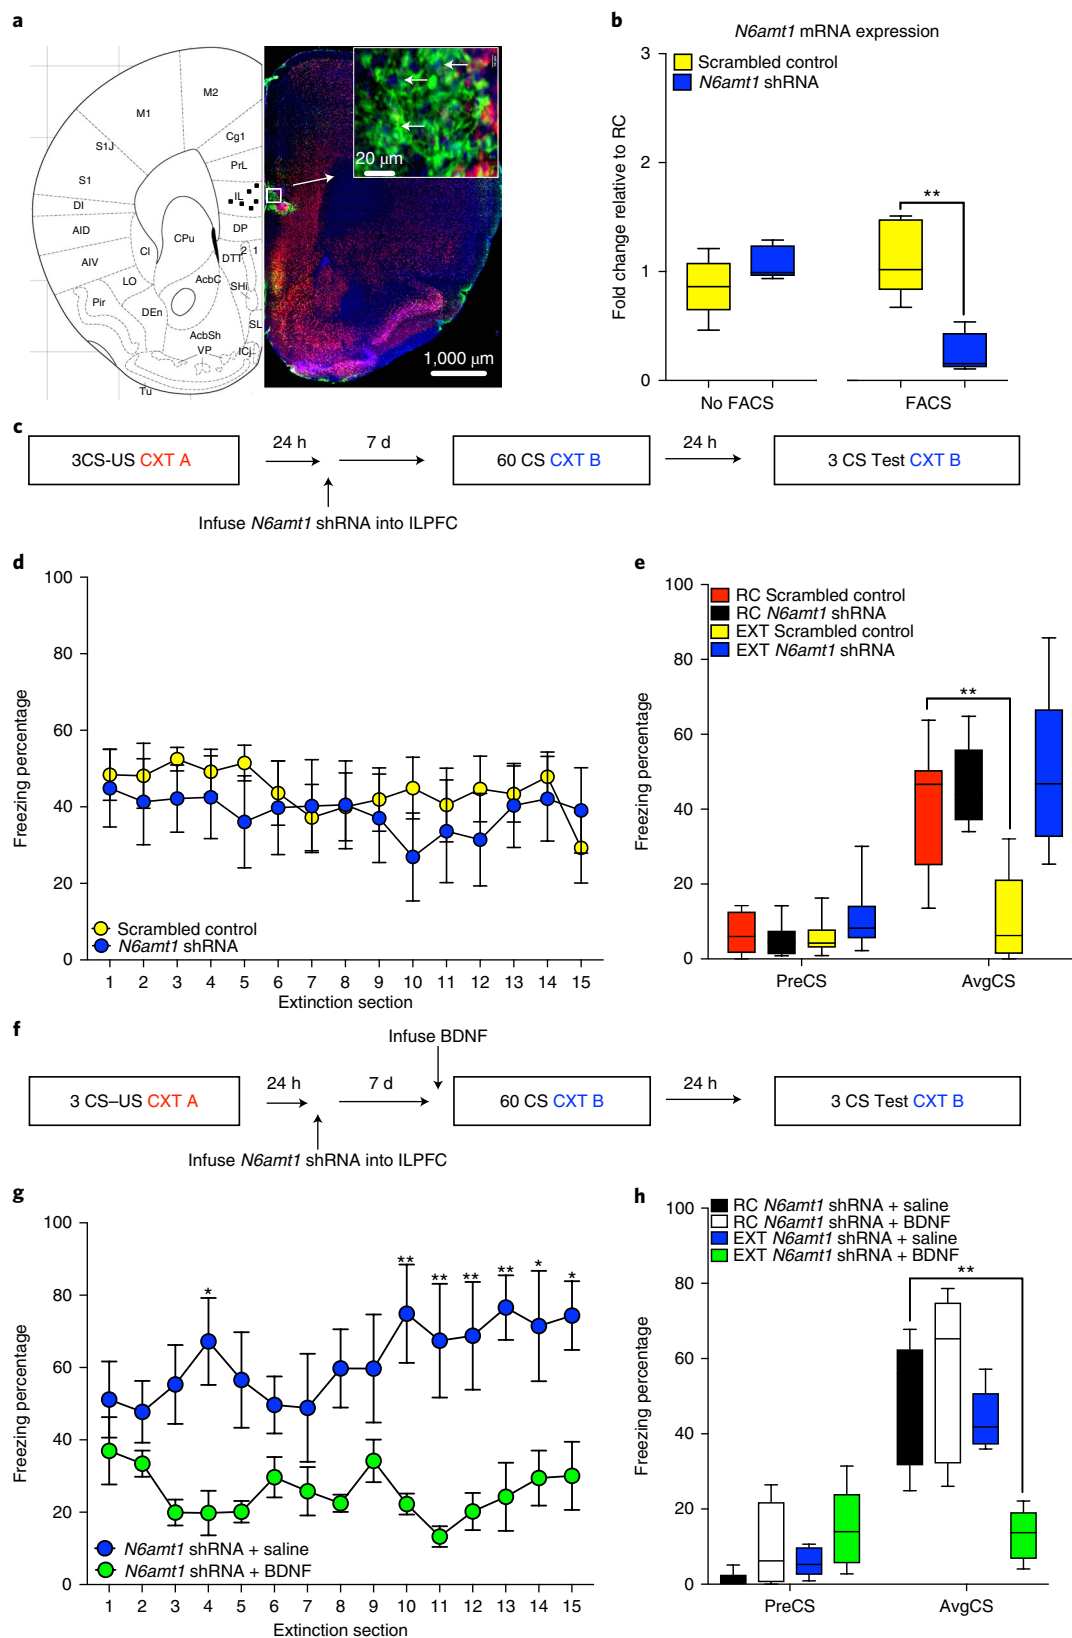 a
M2
M1
Cg1
S1J
PrL
S1
IL
DI
DP
AID
CPu
Cl
DTT
2
1
AIV
LO
AcbC
SHi
Pir
DEn
SL
AcbSh
VP
ICj
Tu
20 μm
1,000 μm
b
N6amt1 mRNA expression
Scrambled control
N6amt1 shRNA
Fold change relative to RC
3
2
1
0
**
No FACS
FACS
c
3CS-US CXT A
24 h
7 d
60 CS CXT B
24 h
3 CS Test CXT B
Infuse N6amt1 shRNA into ILPFC
d
Freezing percentage
100
80
60
40
20
0
Scrambled control
N6amt1 shRNA
1 2 3 4 5 6 7 8 9 10 11 12 13 14 15
Extinction section
e
Freezing percentage
100
80
60
40
20
0
RC Scrambled control
RC N6amt1 shRNA
EXT Scrambled control
EXT N6amt1 shRNA
**
PreCS
AvgCS
f
Infuse BDNF
3 CS–US CXT A
24 h
7 d
60 CS CXT B
24 h
3 CS Test CXT B
Infuse N6amt1 shRNA into ILPFC
g
Freezing percentage
100
80
60
40
20
0
* ** ** ** ** * *
N6amt1 shRNA + saline
N6amt1 shRNA + BDNF
1 2 3 4 5 6 7 8 9 10 11 12 13 14 15
Extinction section
h
Freezing percentage
100
80
60
40
20
0
RC N6amt1 shRNA + saline
RC N6amt1 shRNA + BDNF
EXT N6amt1 shRNA + saline
EXT N6amt1 shRNA + BDNF
**
PreCS
AvgCS